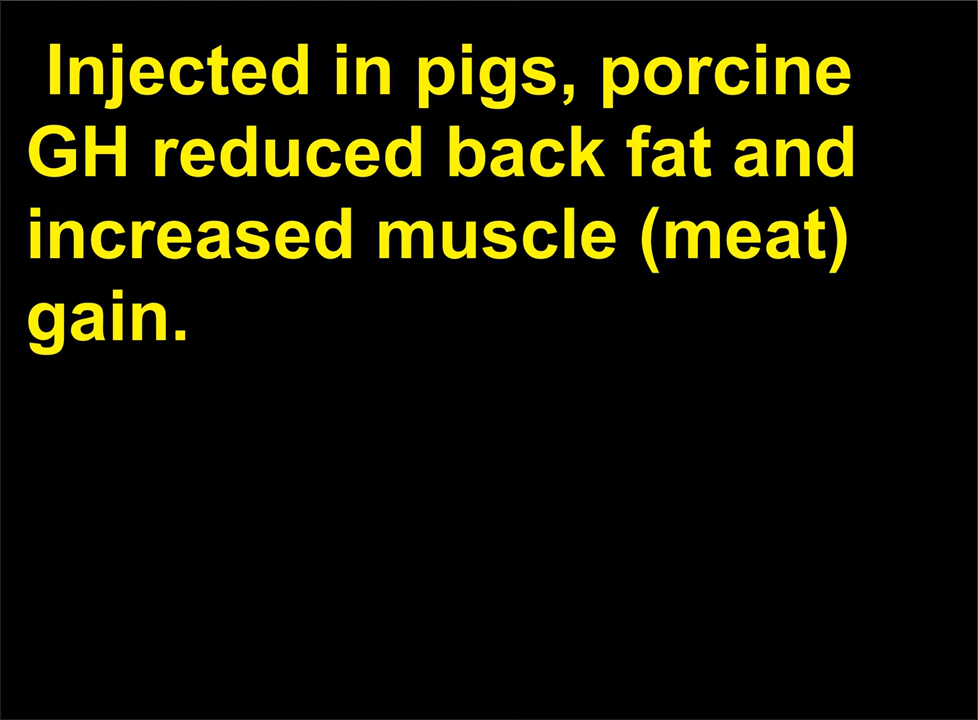 Injected in pigs, porcine
GH reduced back fat and
increased muscle (meat)
gain.